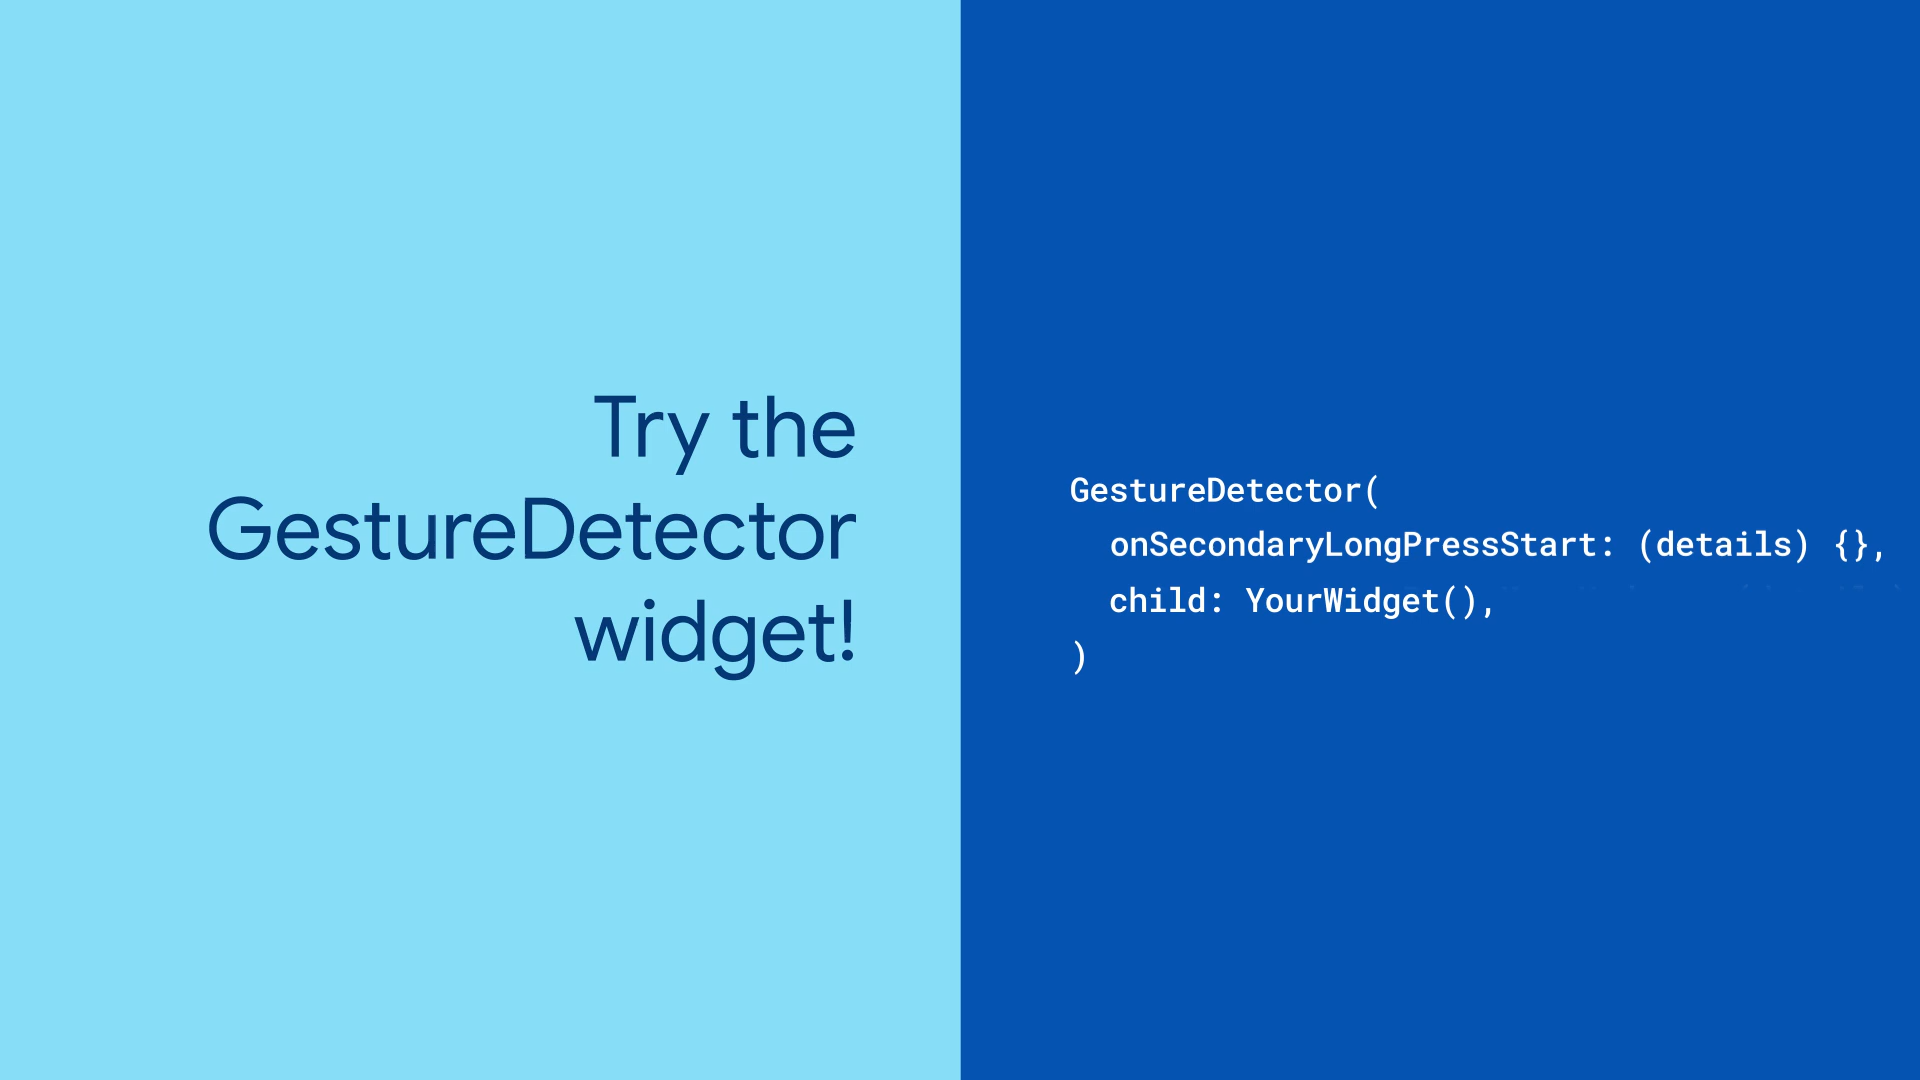 Try the
GestureDetector
widget!
GestureDetector(
  onSecondaryLongPressStart: (details) {},
  child: YourWidget(),
)